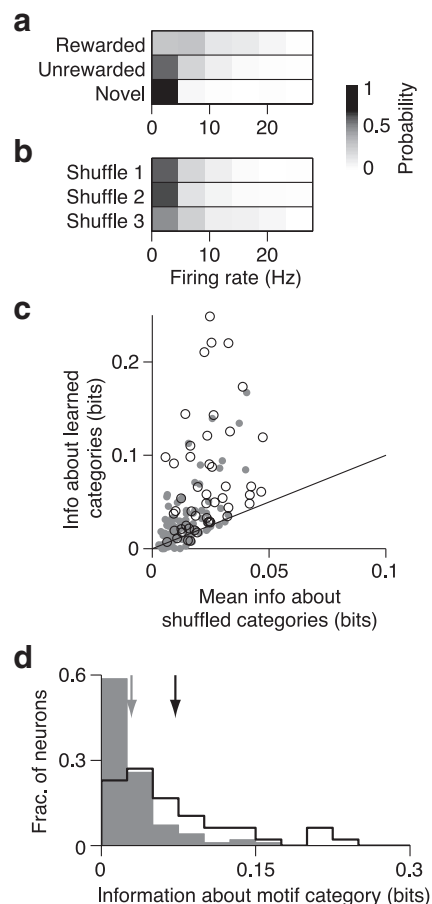 a
Rewarded
Unrewarded
Novel
0 10 20
1
0.5
0
Probability
b
Shuffle 1
Shuffle 2
Shuffle 3
0 10 20
Firing rate (Hz)
c
0.2
0.1
0
Info about learned
categories (bits)
0 0.05 0.1
Mean info about
shuffled categories (bits)
d
0.6
0.3
0
Frac. of neurons
0 0.15 0.3
Information about motif category (bits)